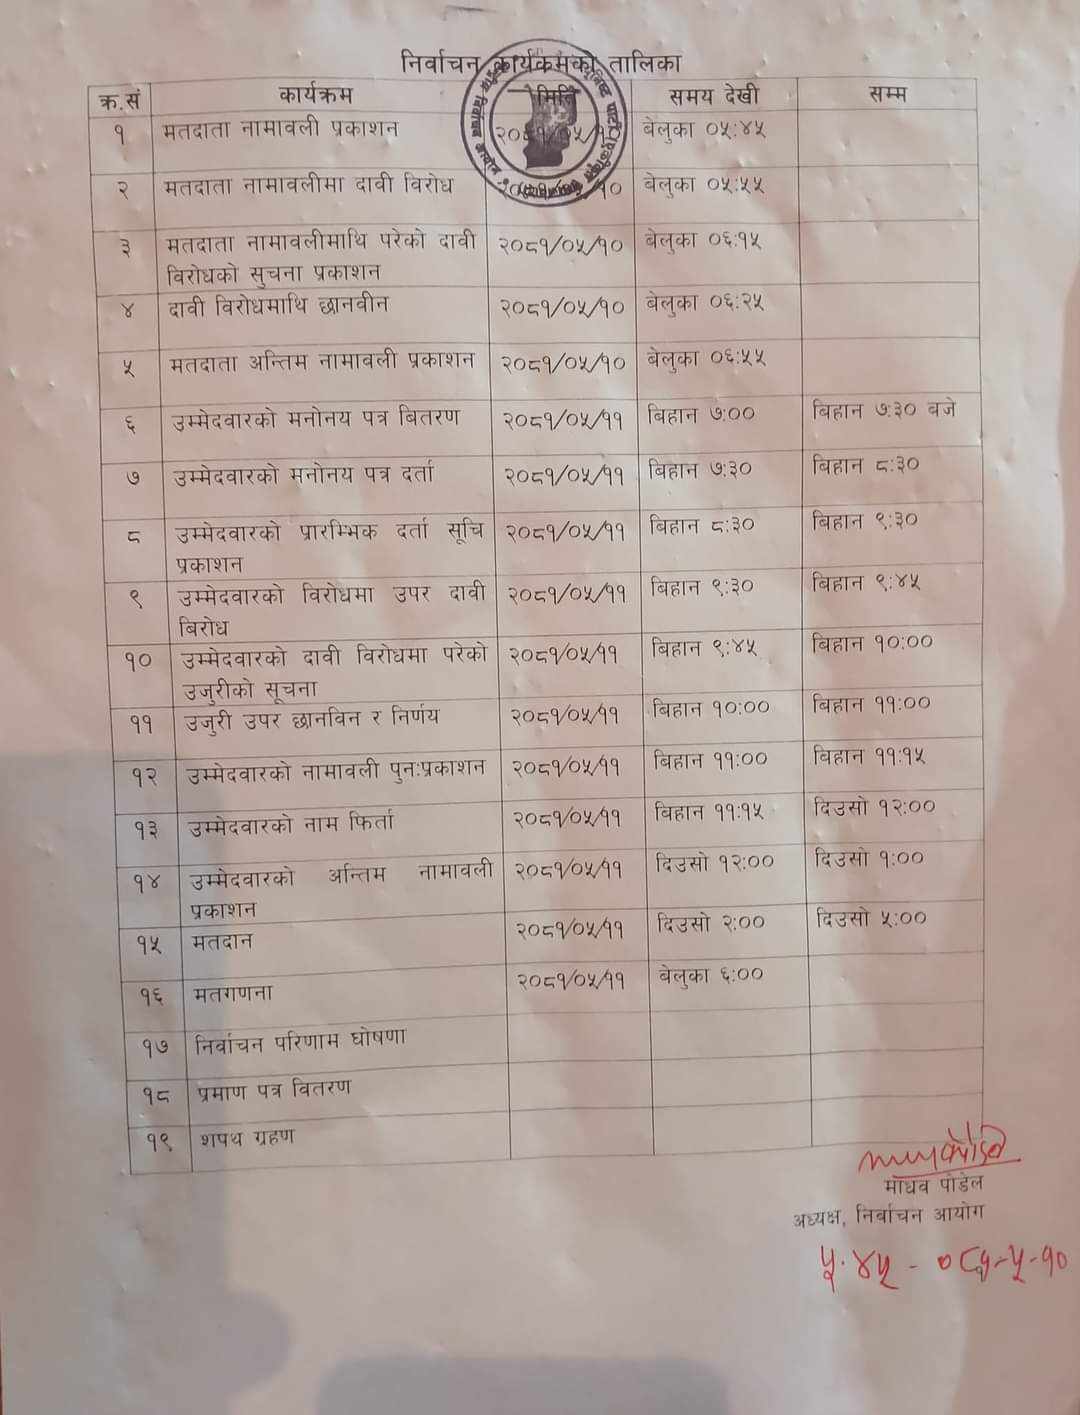 निर्वाचन कार्यक्रमको तालिका
क्र.सं कार्यक्रम मिति समय देखी सम्म
१ मतदाता नामावली प्रकाशन २०८१/०५/१० बेलुका ०५:४५
२ मतदाता नामावलीमा दावी विरोध २०८१/०५/१० बेलुका ०५:५५
३ मतदाता नामावलीमाथि परेको दावी २०८१/०५/१० बेलुका ०६:१५
विरोधको सुचना प्रकाशन
४ दावी विरोधमाथि छानवीन २०८१/०५/१० बेलुका ०६:२५
५ मतदाता अन्तिम नामावली प्रकाशन २०८१/०५/१० बेलुका ०६:५५
६ उम्मेदवारको मनोनय पत्र बितरण २०८१/०५/११ बिहान ७:०० बिहान ७:३० बजे
७ उम्मेदवारको मनोनय पत्र दर्ता २०८१/०५/११ बिहान ७:३० बिहान ८:३०
८ उम्मेदवारको प्रारम्भिक दर्ता सूचि २०८१/०५/११ बिहान ८:३० बिहान ९:३०
प्रकाशन
९ उम्मेदवारको विरोधमा उपर दावी २०८१/०५/११ बिहान ९:३० बिहान ९:४५
बिरोध
१० उम्मेदवारको दावी विरोधमा परेको २०८१/०५/११ बिहान ९:४५ बिहान १०:००
उजुरीको सूचना
११ उजुरी उपर छानविन र निर्णय २०८१/०५/११ बिहान १०:०० बिहान ११:००
१२ उम्मेदवारको नामावली पुन:प्रकाशन २०८१/०५/११ बिहान ११:०० बिहान ११:१५
१३ उम्मेदवारको नाम फिर्ता २०८१/०५/११ बिहान ११:१५ दिउसो १२:००
१४ उम्मेदवारको अन्तिम नामावली २०८१/०५/११ दिउसो १२:०० दिउसो १:००
प्रकाशन
१५ मतदान २०८१/०५/११ दिउसो २:०० दिउसो ५:००
१६ मतगणना २०८१/०५/११ बेलुका ६:००
१७ निर्वाचन परिणाम घोषणा
१८ प्रमाण पत्र वितरण
१९ शपथ ग्रहण
माधव पौडेल
अध्यक्ष, निर्वाचन आयोग
५.४५ - ०८१-५-१०